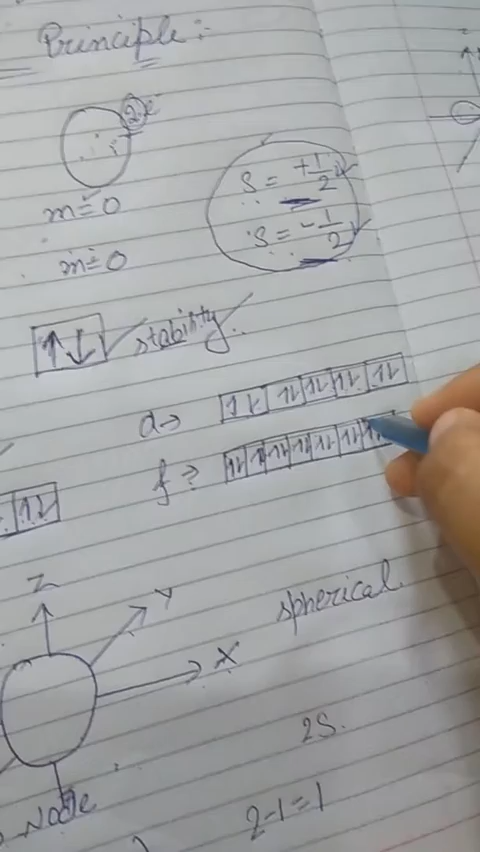 Principle :-
2e⁻
m = 0
m = 0
S = +1/2
S = -1/2
↑↓ stability
d → ↑↓ ↑↓ ↑↓ ↑↓ ↑↓
f → ↑↓ ↑↓ ↑↓ ↑↓ ↑↓ ↑↓
↑↓
Z
Y
X
spherical
2S.
Node
2-1=1